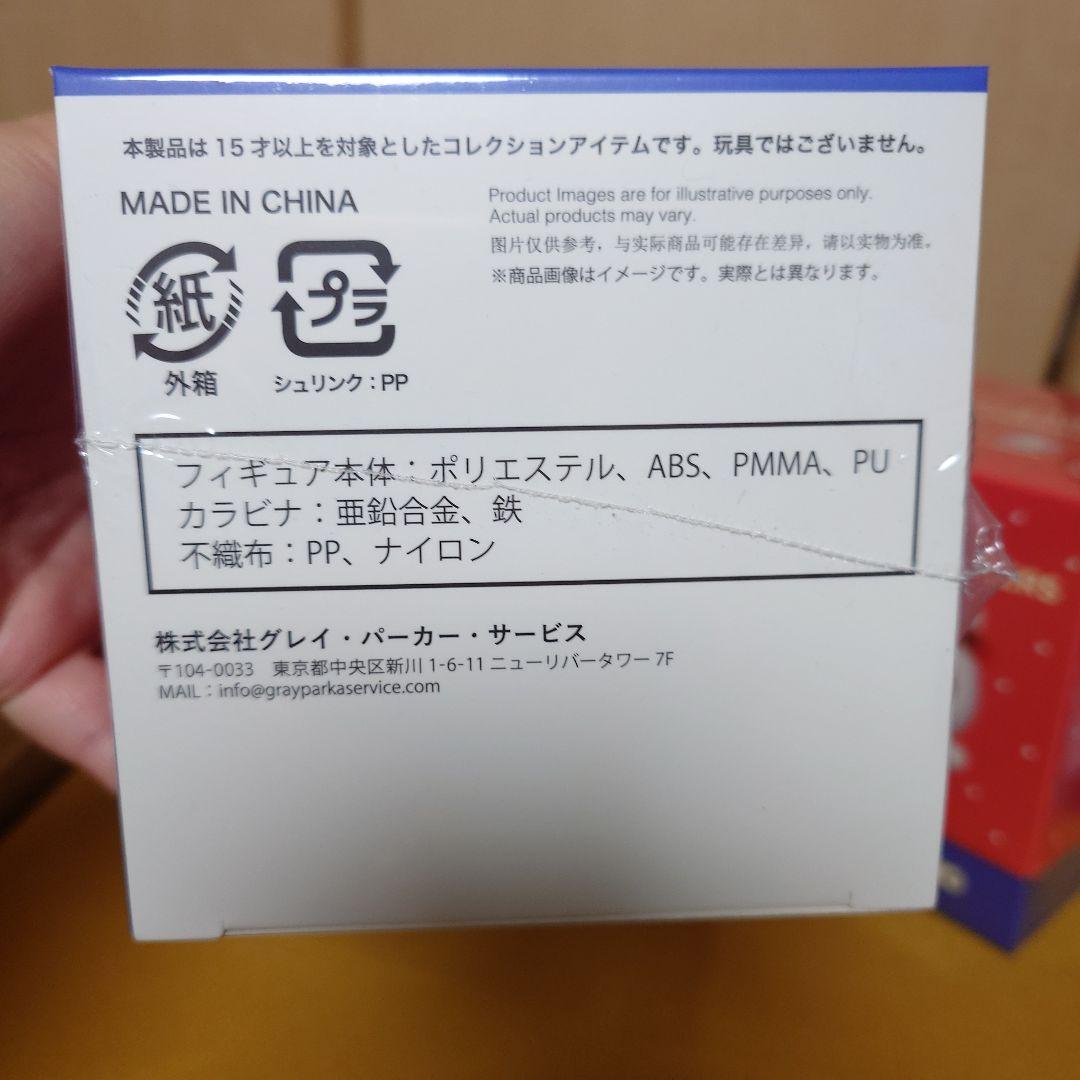 本製品は15才以上を対象としたコレクションアイテムです。玩具ではございません。
MADE IN CHINA
Product Images are for illustrative purposes only.
Actual products may vary.
图片仅供参考，与实际商品可能存在差异，请以实物为准。
※商品画像はイメージです。実際とは異なります。
紙
外箱
プラ
シュリンク：PP
フィギュア本体：ポリエステル、ABS、PMMA、PU
カラビナ：亜鉛合金、鉄
不織布：PP、ナイロン
株式会社グレイ・パーカー・サービス
〒104-0033 東京都中央区新川 1-6-11 ニューリバータワー 7F
MAIL：info@grayparkaservice.com